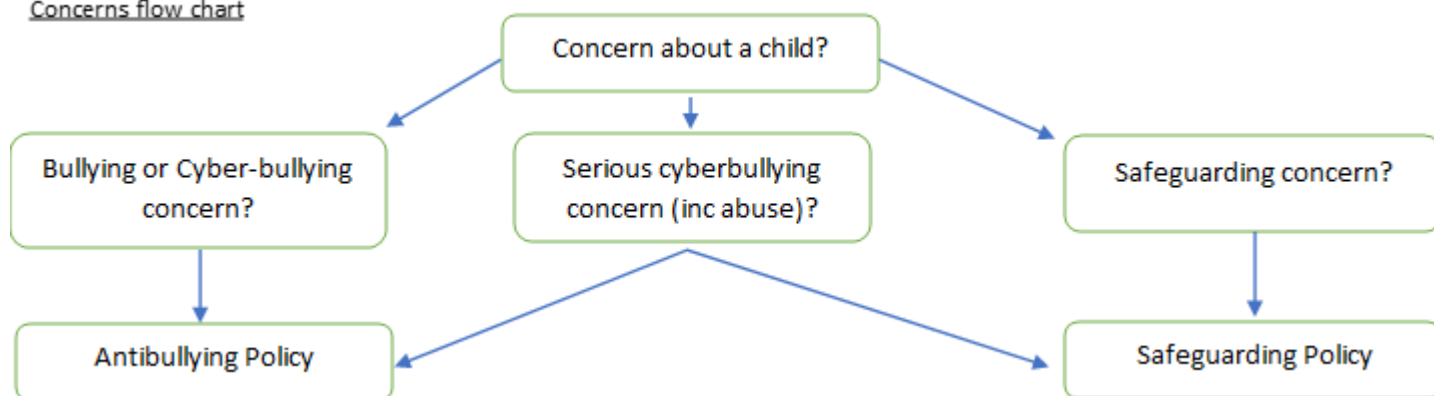 Concerns flow chart
Concern about a child?
Bullying or Cyber-bullying
concern?
Serious cyberbullying
concern (inc abuse)?
Safeguarding concern?
Antibullying Policy
Safeguarding Policy